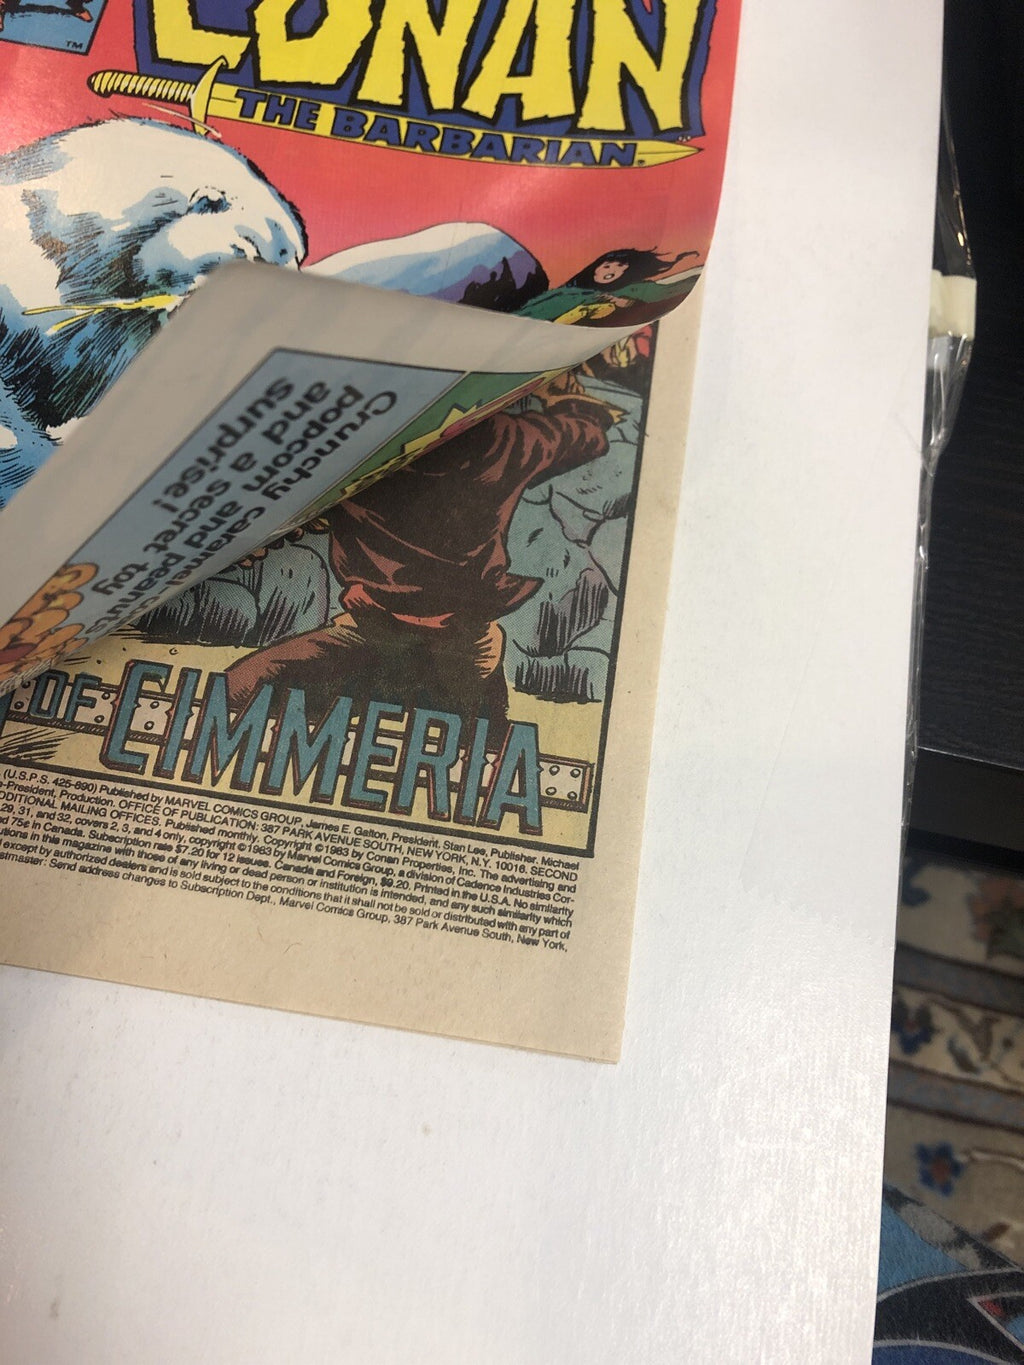 TM
CONAN
THE BARBARIAN®
Crunchy caramel-
popcorn and peanuts
and a secret toy
surprise!
OF CIMMERIA
(U.S.P.S. 425-690) Published by MARVEL COMICS GROUP. James E. Galton, President. Stan Lee, Publisher. Michael
-President, Production. OFFICE OF PUBLICATION: 387 PARK AVENUE SOUTH, NEW YORK, N.Y. 10016. SECOND
ADDITIONAL MAILING OFFICES. Published monthly. Copyright ©1983 by Conan Properties, Inc. The advertising and
29, 31, and 32, covers 2, 3, and 4 only, copyright ©1983 by Marvel Comics Group, a division of Cadence Industries Cor-
75¢ in Canada. Subscription rate $7.20 for 12 issues. Canada and Foreign, $9.20. Printed in the U.S.A. No similarity
in this magazine with those of any living or dead person or institution is intended, and any such similarity which
except by authorized dealers and is sold subject to the conditions that it shall not be sold or distributed with any part of
Send address changes to Subscription Dept., Marvel Comics Group, 387 Park Avenue South, New York,